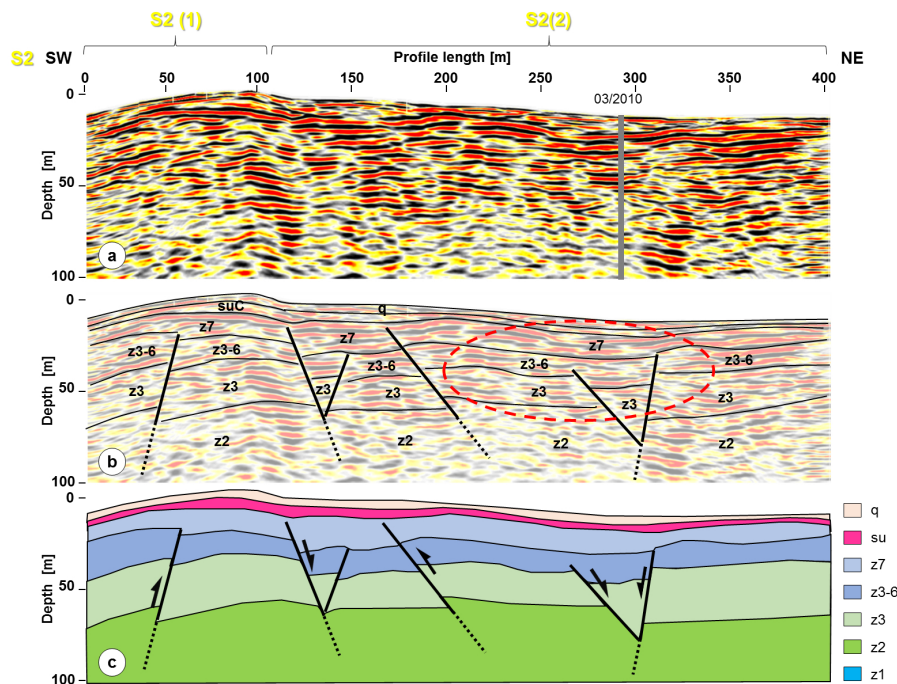 S2 (1) S2(2)
S2 SW Profile length [m] NE
0 50 100 150 200 250 300 350 400
03/2010
0
50
100
Depth [m]
a
0
50
100
Depth [m]
suC q
z7 z7 z7
z3-6 z3-6 z3-6 z3-6 z3-6
z3 z3 z3 z3 z3 z3 z3
z2 z2 z2 z2
b
0
50
100
Depth [m]
c
q
su
z7
z3-6
z3
z2
z1